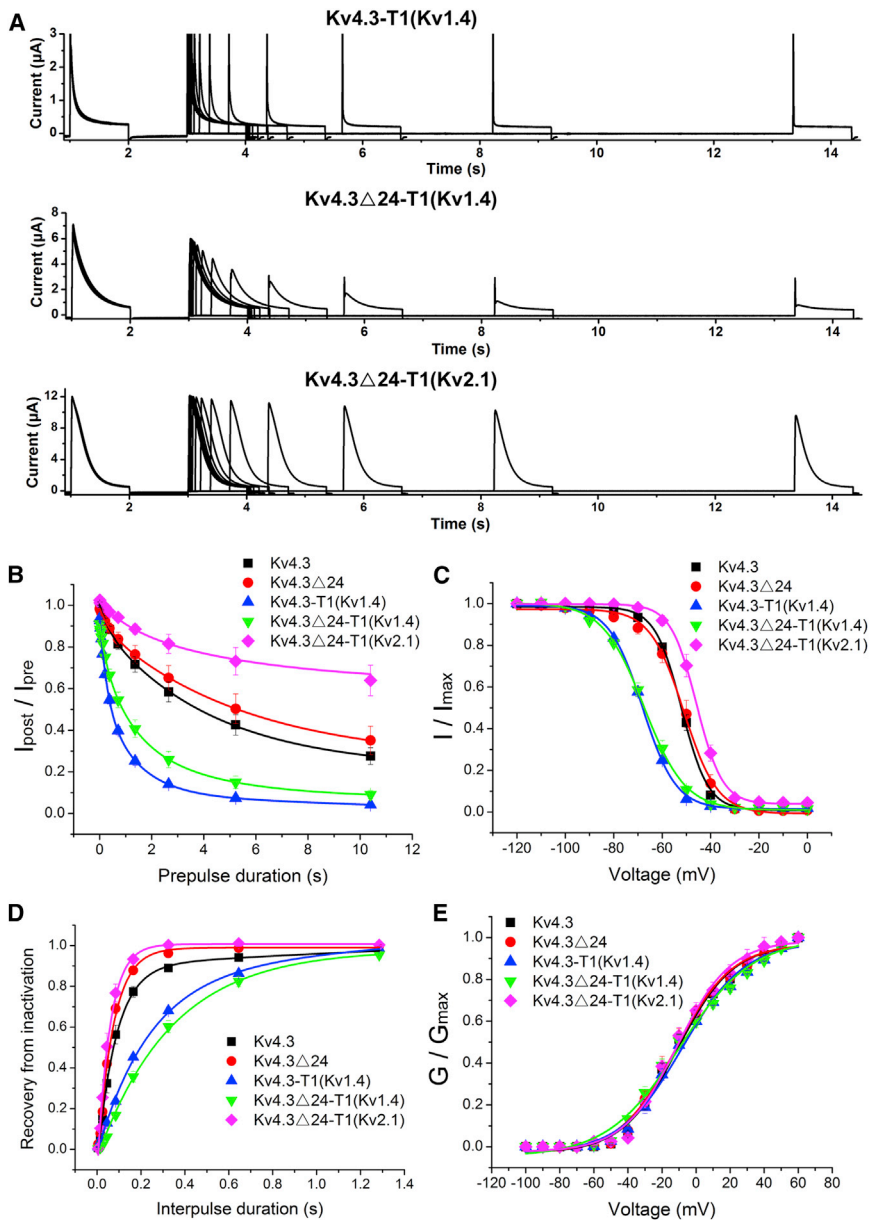 A
Kv4.3-T1(Kv1.4)
Current (μA)
3
2
1
0
2 4 6 8 10 12 14
Time (s)
Kv4.3△24-T1(Kv1.4)
Current (μA)
8
6
4
2
0
2 4 6 8 10 12 14
Time (s)
Kv4.3△24-T1(Kv2.1)
Current (μA)
12
8
4
0
2 4 6 8 10 12 14
Time (s)
B
Kv4.3
Kv4.3△24
Kv4.3-T1(Kv1.4)
Kv4.3△24-T1(Kv1.4)
Kv4.3△24-T1(Kv2.1)
Ipost / Ipre
1.0
0.8
0.6
0.4
0.2
0.0
0 2 4 6 8 10 12
Prepulse duration (s)
C
Kv4.3
Kv4.3△24
Kv4.3-T1(Kv1.4)
Kv4.3△24-T1(Kv1.4)
Kv4.3△24-T1(Kv2.1)
I / Imax
1.0
0.8
0.6
0.4
0.2
0.0
-120 -100 -80 -60 -40 -20 0
Voltage (mV)
D
Recovery from inactivation
1.0
0.8
0.6
0.4
0.2
0.0
Kv4.3
Kv4.3△24
Kv4.3-T1(Kv1.4)
Kv4.3△24-T1(Kv1.4)
Kv4.3△24-T1(Kv2.1)
0.0 0.2 0.4 0.6 0.8 1.0 1.2 1.4
Interpulse duration (s)
E
Kv4.3
Kv4.3△24
Kv4.3-T1(Kv1.4)
Kv4.3△24-T1(Kv1.4)
Kv4.3△24-T1(Kv2.1)
G / Gmax
1.0
0.8
0.6
0.4
0.2
0.0
-120 -100 -80 -60 -40 -20 0 20 40 60 80
Voltage (mV)